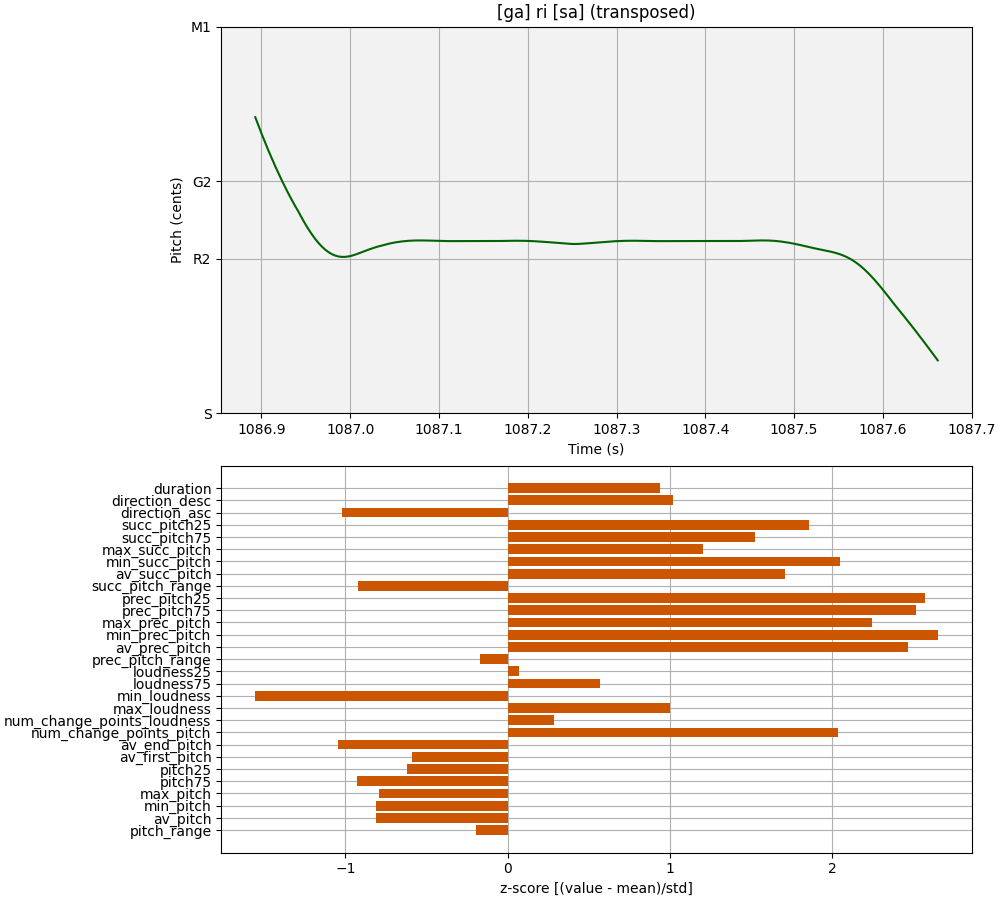 [ga] ri [sa] (transposed)
M1
G2
R2
S
Pitch (cents)
1086.9 1087.0 1087.1 1087.2 1087.3 1087.4 1087.5 1087.6 1087.7
Time (s)
duration
direction_desc
direction_asc
succ_pitch25
succ_pitch75
max_succ_pitch
min_succ_pitch
av_succ_pitch
succ_pitch_range
prec_pitch25
prec_pitch75
max_prec_pitch
min_prec_pitch
av_prec_pitch
prec_pitch_range
loudness25
loudness75
min_loudness
max_loudness
num_change_points_loudness
num_change_points_pitch
av_end_pitch
av_first_pitch
pitch25
pitch75
max_pitch
min_pitch
av_pitch
pitch_range
−1 0 1 2
z-score [(value - mean)/std]